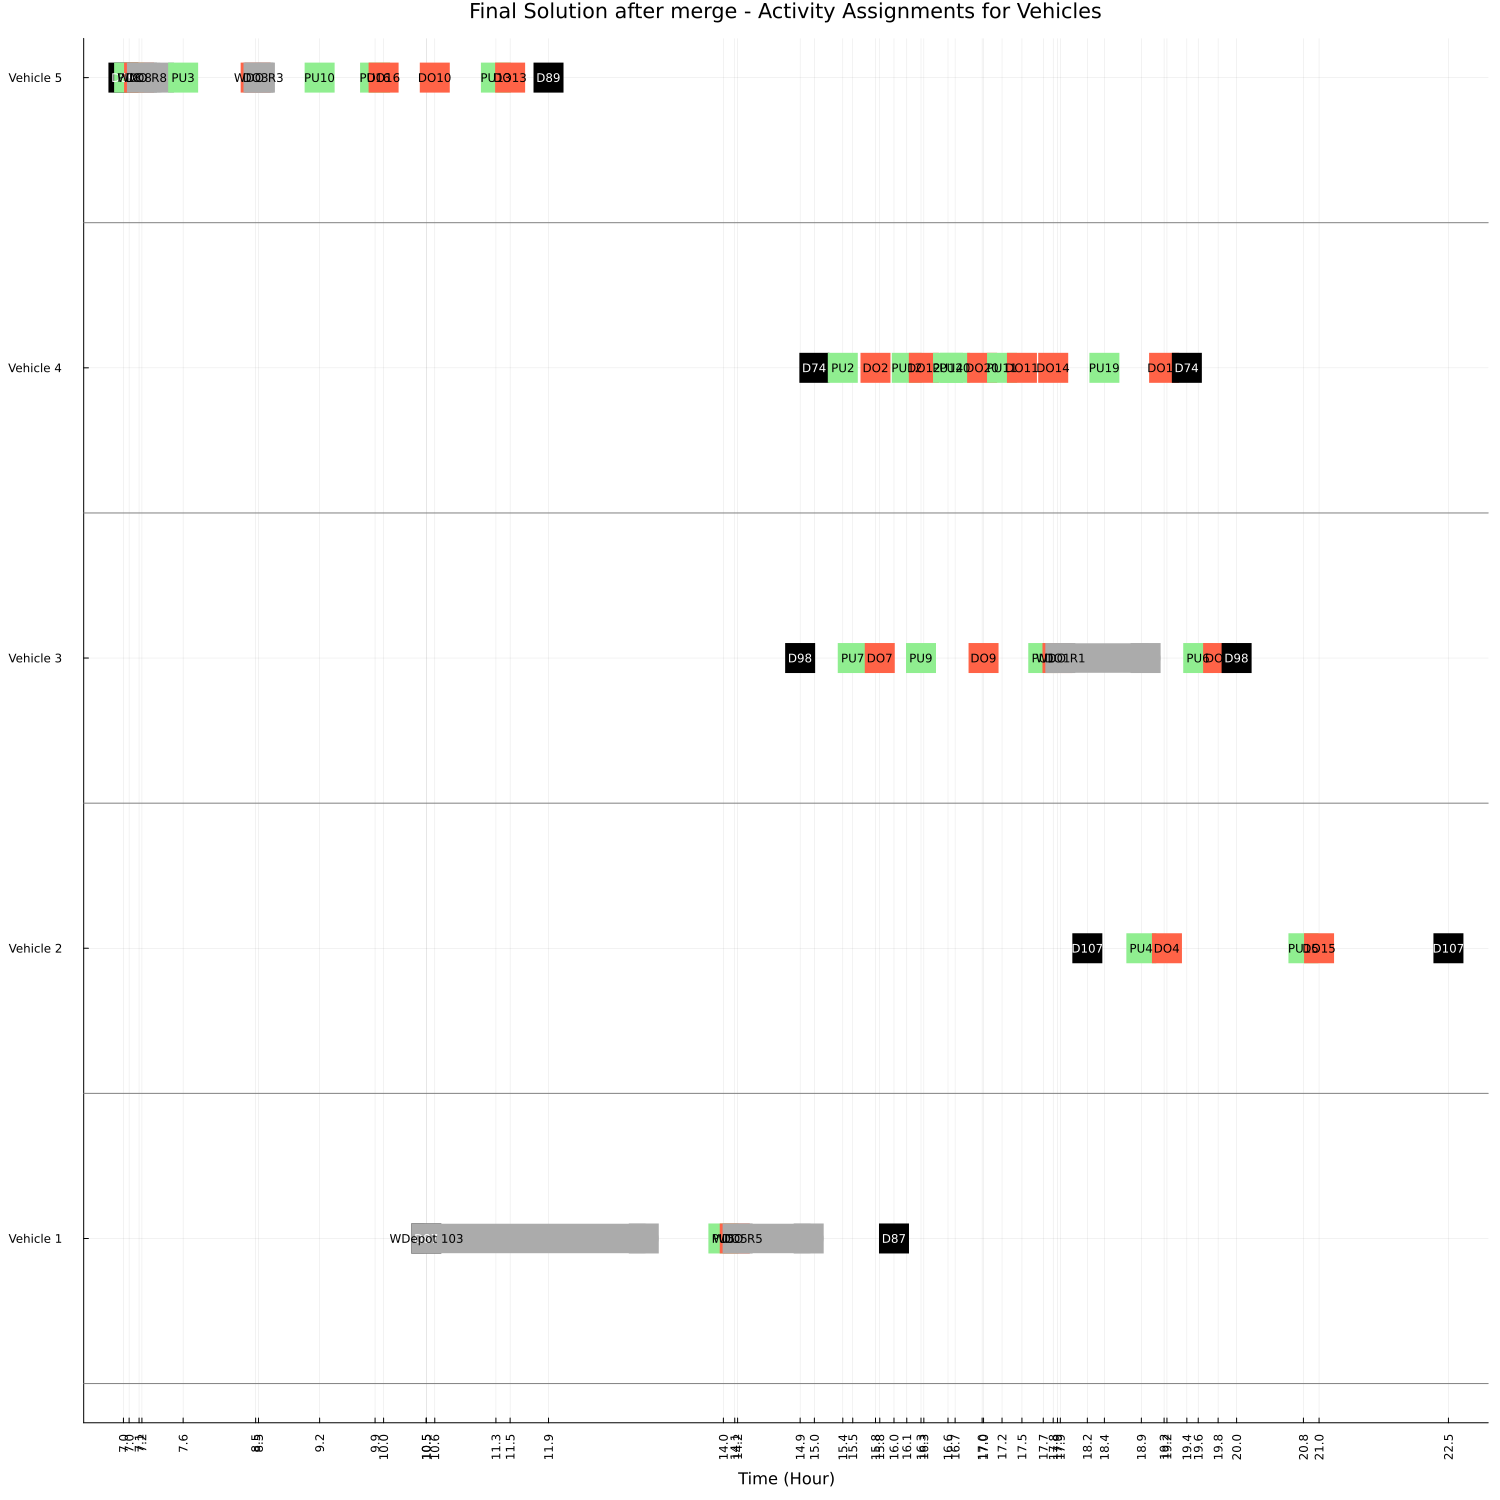 Final Solution after merge - Activity Assignments for Vehicles
Vehicle 5
PU3
PU10
DO16
DO10
DO13
D89
Vehicle 4
D74
PU2
DO2
DO11
DO14
PU19
D74
Vehicle 3
D98
PU7
DO7
PU9
DO9
PU6
D98
Vehicle 2
D107
PU4
DO4
DO15
D107
Vehicle 1
WDepot 103
D87
7.0
7.6
9.2
9.9
10.0
10.5
10.6
11.3
11.5
11.9
14.0
14.9
15.0
15.4
15.5
15.8
16.0
16.1
16.6
16.7
17.0
17.2
17.5
17.7
18.2
18.4
18.9
19.2
19.4
19.6
19.8
20.0
20.8
21.0
22.5
Time (Hour)